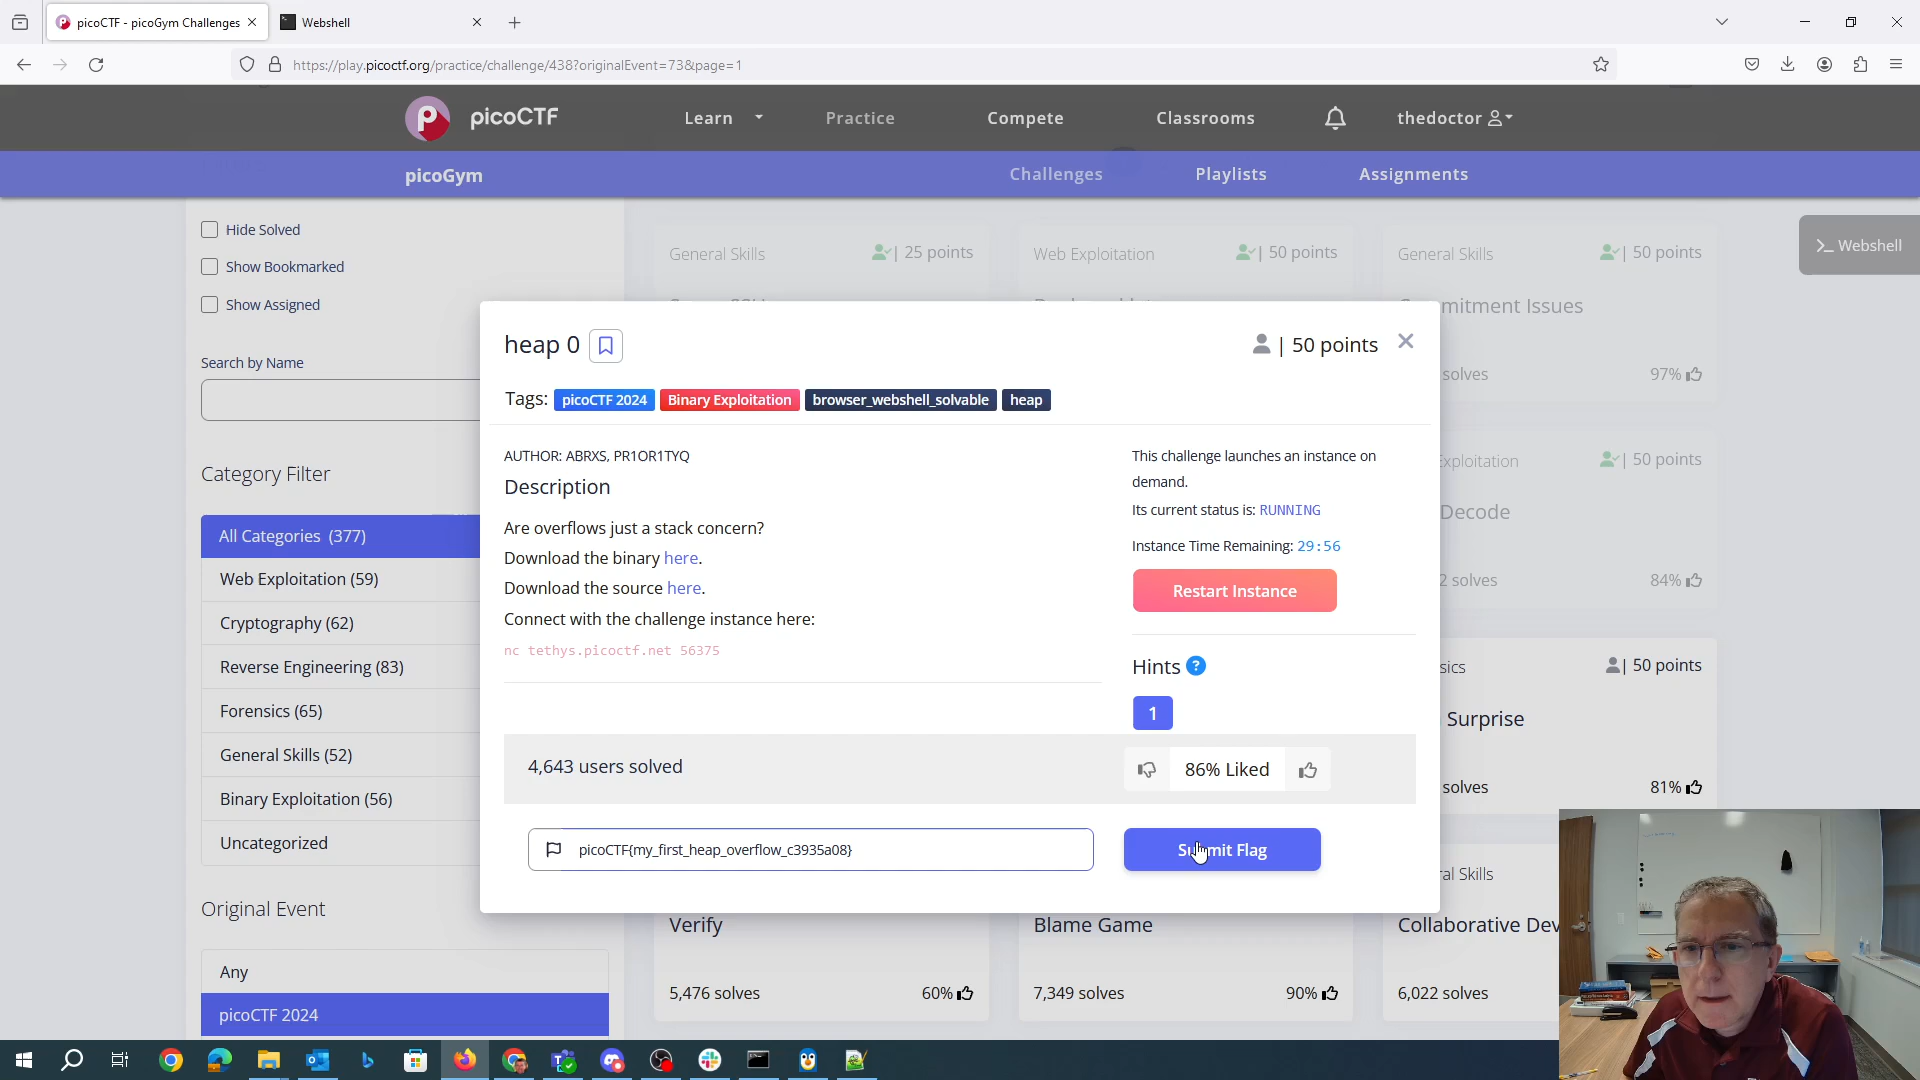 picoCTF - picoGym Challenges
Webshell
https://play.picoctf.org/practice/challenge/438?originalEvent=73&page=1
picoCTF
Learn
Practice
Compete
Classrooms
thedoctor
picoGym
Challenges
Playlists
Assignments
Hide Solved
Show Bookmarked
Show Assigned
Search by Name
Category Filter
All Categories (377)
Web Exploitation (59)
Cryptography (62)
Reverse Engineering (83)
Forensics (65)
General Skills (52)
Binary Exploitation (56)
Uncategorized
Original Event
Any
picoCTF 2024
General Skills | 25 points
Web Exploitation | 50 points
General Skills | 50 points
mmitment Issues
solves 97%
Exploitation | 50 points
Decode
2 solves 84%
sics | 50 points
Surprise
solves 81%
ral Skills
>_ Webshell
heap 0
| 50 points
Tags: picoCTF 2024 Binary Exploitation browser_webshell_solvable heap
AUTHOR: ABRXS, PR1OR1TYQ
Description
Are overflows just a stack concern?
Download the binary here.
Download the source here.
Connect with the challenge instance here:
nc tethys.picoctf.net 56375
This challenge launches an instance on
demand.
Its current status is: RUNNING
Instance Time Remaining: 29:56
Restart Instance
Hints ?
1
4,643 users solved
86% Liked
picoCTF{my_first_heap_overflow_c3935a08}
Submit Flag
Verify
5,476 solves 60%
Blame Game
7,349 solves 90%
Collaborative Dev
6,022 solves